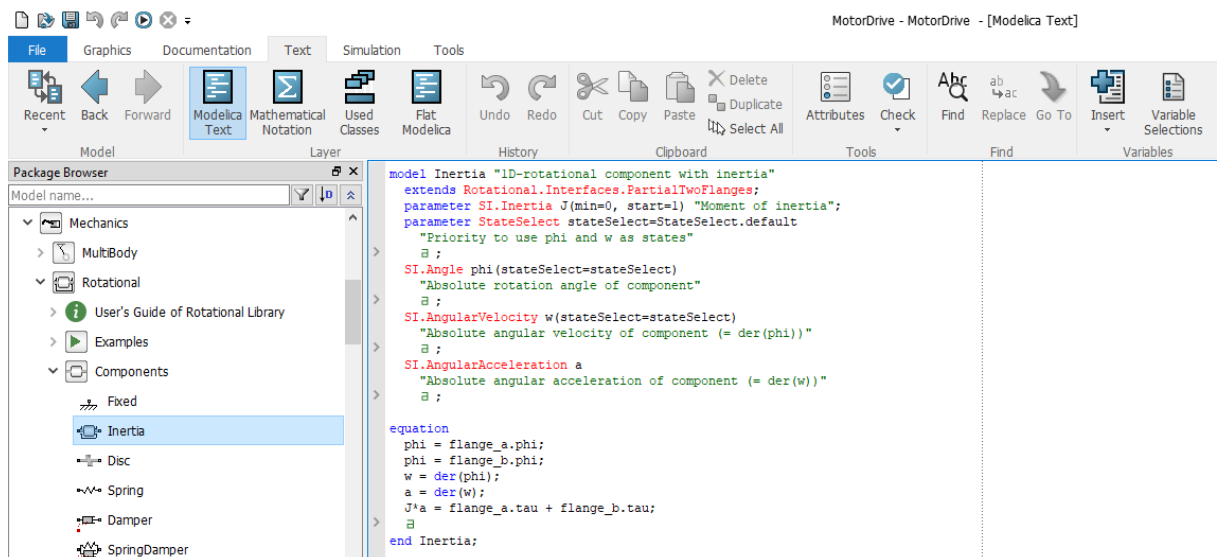 MotorDrive - MotorDrive - [Modelica Text]
File Graphics Documentation Text Simulation Tools
Recent Back Forward Modelica Text Mathematical Notation Used Classes Flat Modelica Undo Redo Cut Copy Paste Delete Duplicate Select All Attributes Check Find Replace Go To Insert Variable Selections
Model Layer History Clipboard Tools Find Variables
Package Browser
Model name...
Mechanics
MultiBody
Rotational
User's Guide of Rotational Library
Examples
Components
Fixed
Inertia
Disc
Spring
Damper
SpringDamper
model Inertia "1D-rotational component with inertia"
extends Rotational.Interfaces.PartialTwoFlanges;
parameter SI.Inertia J(min=0, start=1) "Moment of inertia";
parameter StateSelect stateSelect=StateSelect.default
"Priority to use phi and w as states"
a ;
SI.Angle phi(stateSelect=stateSelect)
"Absolute rotation angle of component"
a ;
SI.AngularVelocity w(stateSelect=stateSelect)
"Absolute angular velocity of component (= der(phi))"
a ;
SI.AngularAcceleration a
"Absolute angular acceleration of component (= der(w))"
a ;
equation
phi = flange_a.phi;
phi = flange_b.phi;
w = der(phi);
a = der(w);
J*a = flange_a.tau + flange_b.tau;
a
end Inertia;